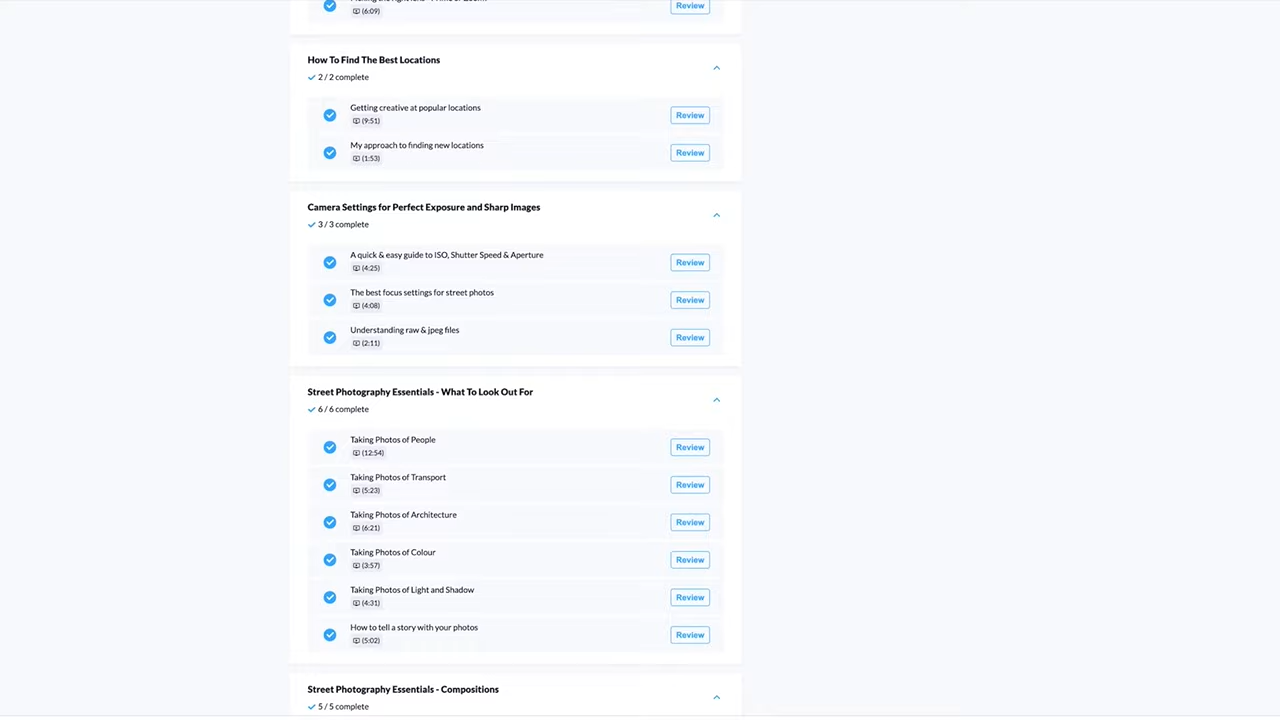 (6:09)
Review
How To Find The Best Locations
2 / 2 complete
Getting creative at popular locations
(9:51)
Review
My approach to finding new locations
(1:53)
Review
Camera Settings for Perfect Exposure and Sharp Images
3 / 3 complete
A quick & easy guide to ISO, Shutter Speed & Aperture
(4:25)
Review
The best focus settings for street photos
(4:08)
Review
Understanding raw & jpeg files
(2:11)
Review
Street Photography Essentials - What To Look Out For
6 / 6 complete
Taking Photos of People
(12:54)
Review
Taking Photos of Transport
(5:23)
Review
Taking Photos of Architecture
(6:21)
Review
Taking Photos of Colour
(3:57)
Review
Taking Photos of Light and Shadow
(4:31)
Review
How to tell a story with your photos
(5:02)
Review
Street Photography Essentials - Compositions
5 / 5 complete